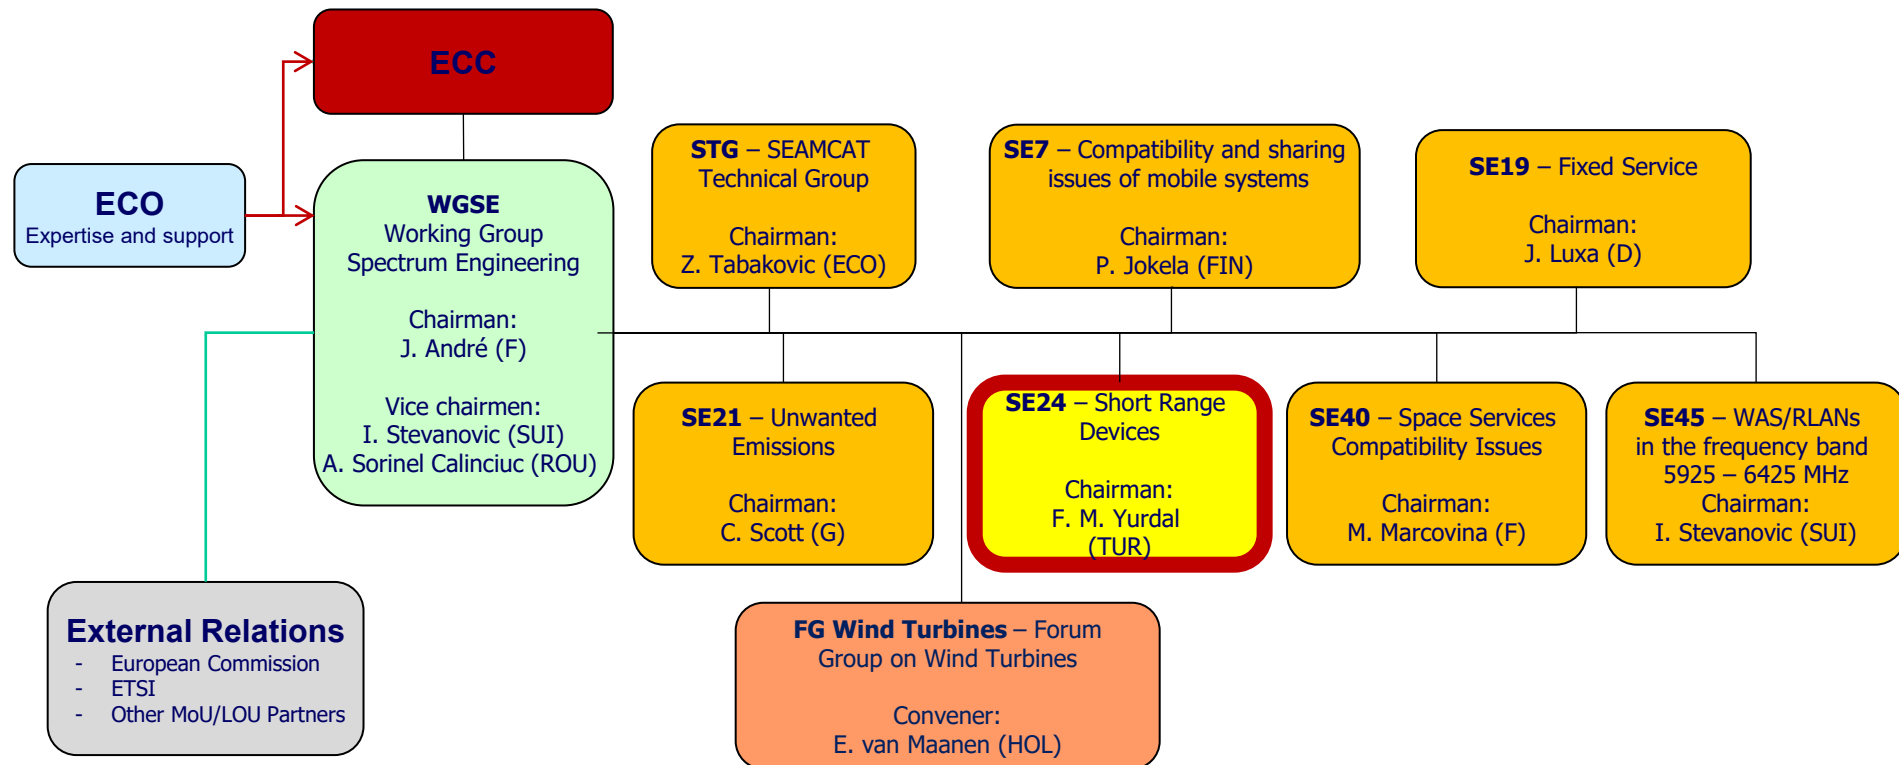 ECC
ECO
Expertise and support
WGSE
Working Group
Spectrum Engineering
Chairman:
J. André (F)
Vice chairmen:
I. Stevanovic (SUI)
A. Sorinel Calinciuc (ROU)
STG – SEAMCAT
Technical Group
Chairman:
Z. Tabakovic (ECO)
SE7 – Compatibility and sharing
issues of mobile systems
Chairman:
P. Jokela (FIN)
SE19 – Fixed Service
Chairman:
J. Luxa (D)
SE21 – Unwanted
Emissions
Chairman:
C. Scott (G)
SE24 – Short Range
Devices
Chairman:
F. M. Yurdal
(TUR)
SE40 – Space Services
Compatibility Issues
Chairman:
M. Marcovina (F)
SE45 – WAS/RLANs
in the frequency band
5925 – 6425 MHz
Chairman:
I. Stevanovic (SUI)
External Relations
- European Commission
- ETSI
- Other MoU/LOU Partners
FG Wind Turbines – Forum
Group on Wind Turbines
Convener:
E. van Maanen (HOL)